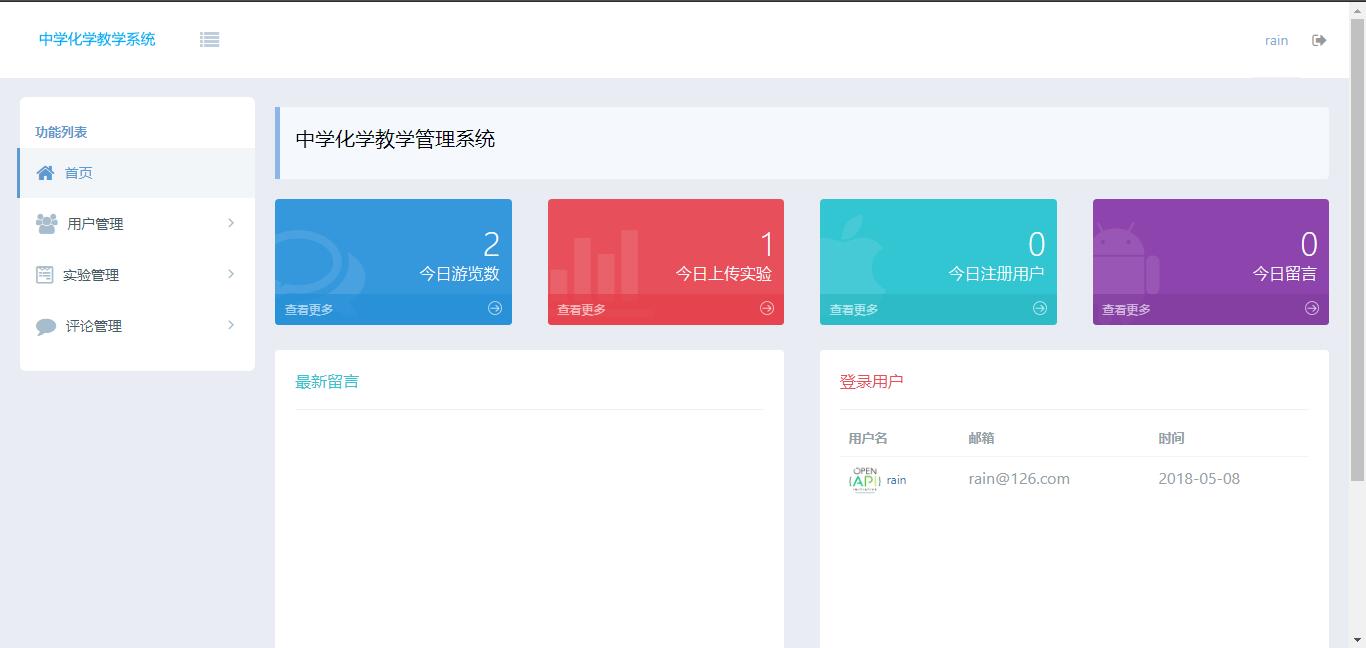 中学化学教学系统
rain
功能列表
首页
用户管理
实验管理
评论管理
中学化学教学管理系统
2
今日游览数
查看更多
1
今日上传实验
查看更多
0
今日注册用户
查看更多
0
今日留言
查看更多
最新留言
登录用户
用户名 邮箱 时间
OPEN
{API}
rain rain@126.com 2018-05-08